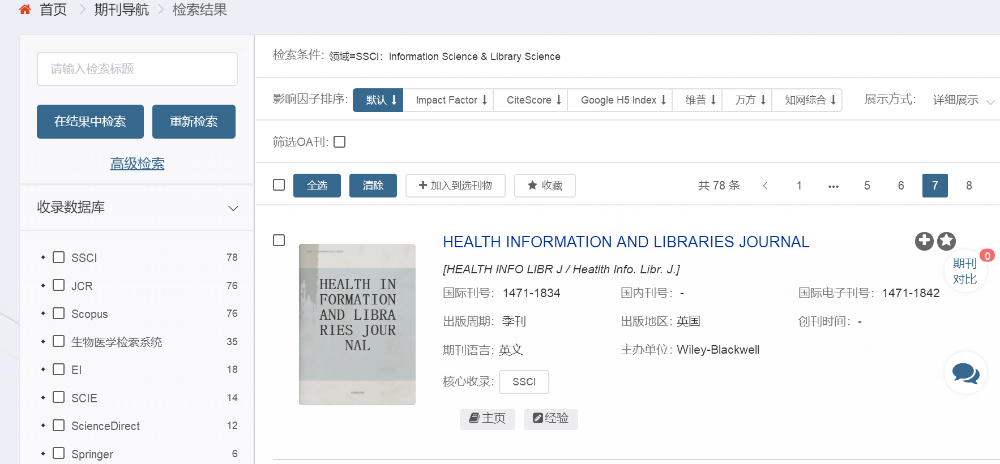 首页 > 期刊导航 > 检索结果
请输入检索标题
在结果中检索 重新检索
高级检索
收录数据库
SSCI 78
JCR 76
Scopus 76
生物医学检索系统 35
EI 18
SCIE 14
ScienceDirect 12
Springer 6
检索条件: 领域=SSCI：Information Science & Library Science
影响因子排序: 默认 Impact Factor CiteScore Google H5 Index 维普 万方 知网综合 展示方式: 详细展示
筛选OA刊:
全选 清除 加入到选刊物 收藏 共 78 条 < 1 ••• 5 6 7 8
HEALTH IN
FORMATION
AND LIBRA
RIES JOUR
NAL
HEALTH INFORMATION AND LIBRARIES JOURNAL
[HEALTH INFO LIBR J / Heatlth Info. Libr. J.]
国际刊号: 1471-1834 国内刊号: - 国际电子刊号: 1471-1842
出版周期: 季刊 出版地区: 英国 创刊时间: -
期刊语言: 英文 主办单位: Wiley-Blackwell
核心收录: SSCI
主页 经验
0
期刊
对比